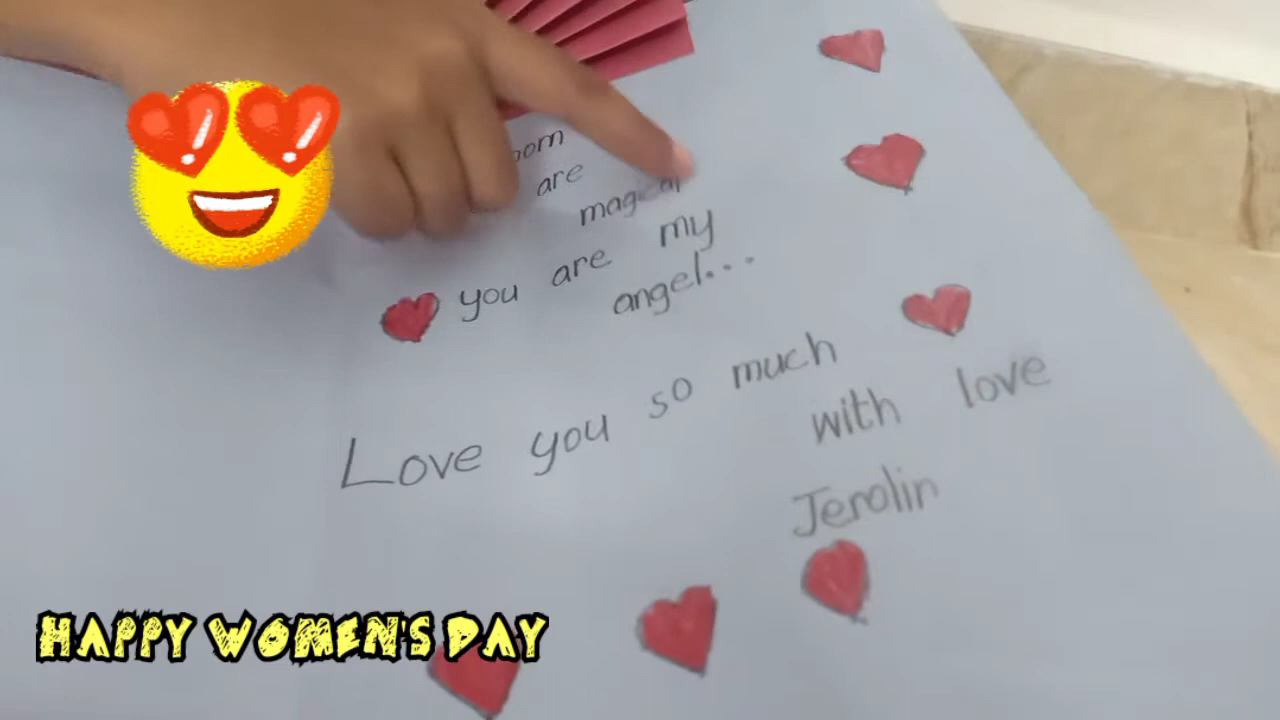 are
magical
you are my
angel...
Love you so much
with love
Jerolin
HAPPY WOMEN'S DAY